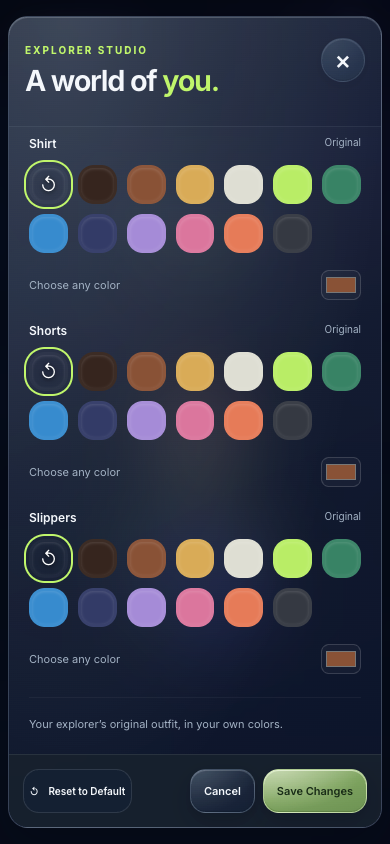 EXPLORER STUDIO
A world of you.
Shirt
Original
Choose any color
Shorts
Original
Choose any color
Slippers
Original
Choose any color
Your explorer's original outfit, in your own colors.
Reset to Default
Cancel
Save Changes